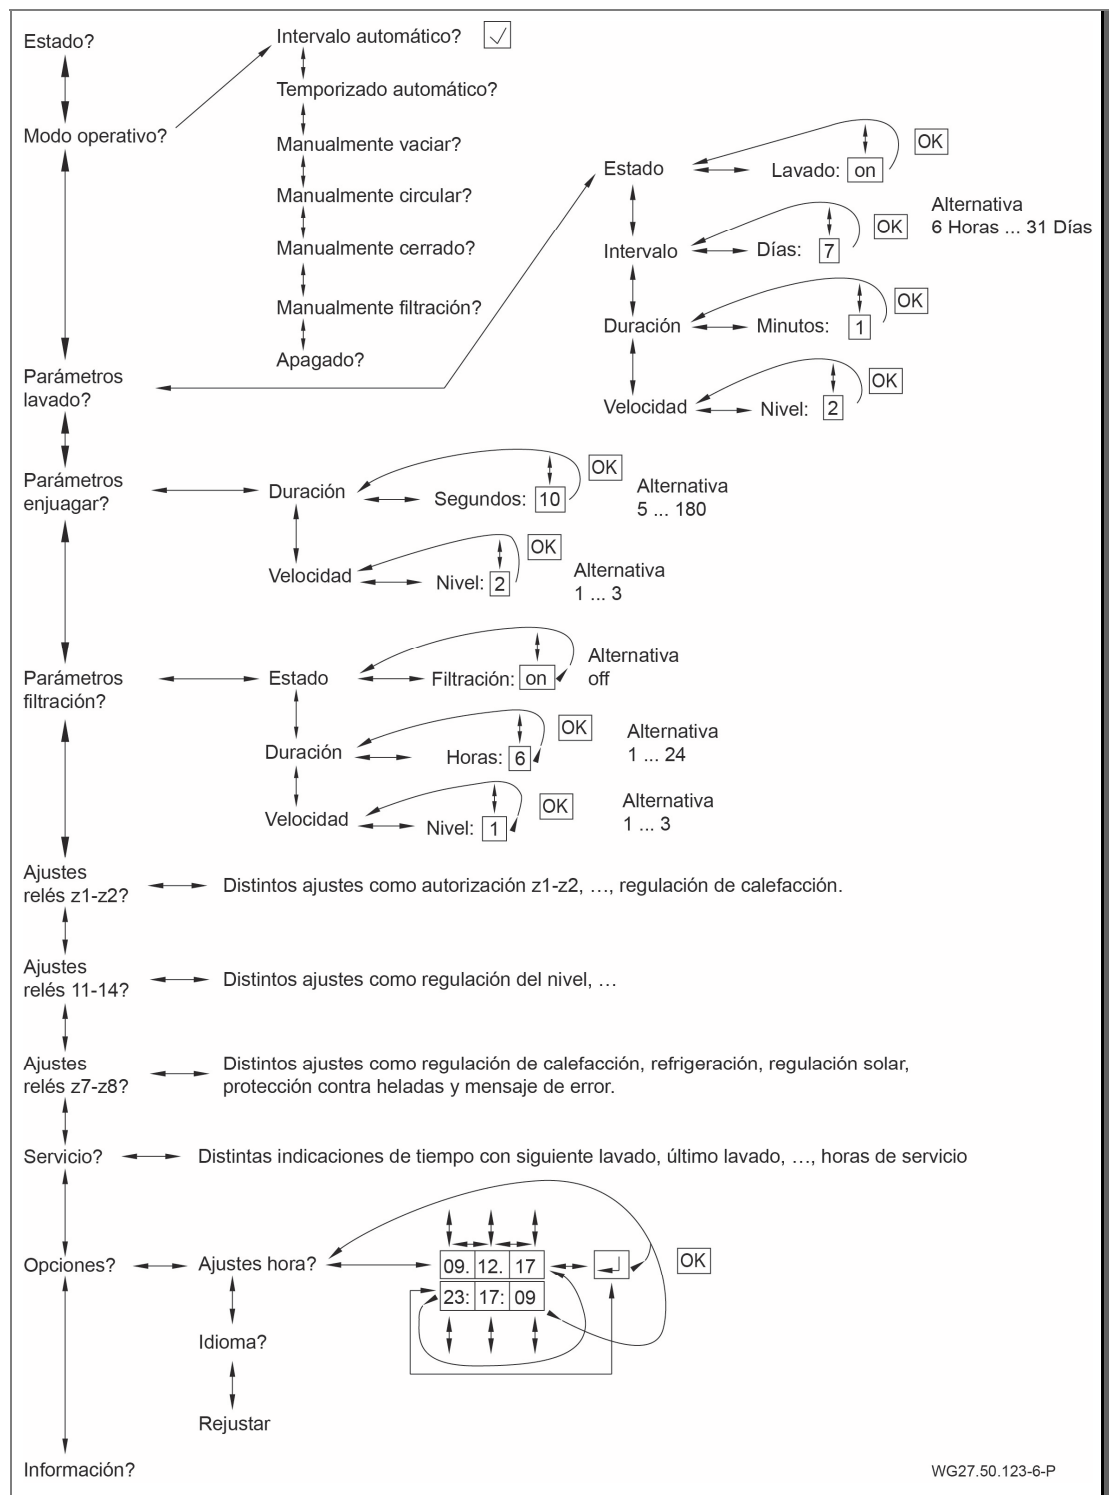 Estado?
Intervalo automático?
Temporizado automático?
Modo operativo?
Manualmente vaciar?
Manualmente circular?
Manualmente cerrado?
Manualmente filtración?
Apagado?
Estado
Lavado: on
OK
Intervalo
Días: 7
OK
Alternativa
6 Horas ... 31 Días
Duración
Minutos: 1
OK
Velocidad
Nivel: 2
OK
Parámetros
lavado?
Parámetros
enjuagar?
Duración
Segundos: 10
OK
Alternativa
5 ... 180
Velocidad
Nivel: 2
OK
Alternativa
1 ... 3
Parámetros
filtración?
Estado
Filtración: on
Alternativa
off
Duración
Horas: 6
OK
Alternativa
1 ... 24
Velocidad
Nivel: 1
OK
Alternativa
1 ... 3
Ajustes
relés z1-z2?
Distintos ajustes como autorización z1-z2, …, regulación de calefacción.
Ajustes
relés 11-14?
Distintos ajustes como regulación del nivel, …
Ajustes
relés z7-z8?
Distintos ajustes como regulación de calefacción, refrigeración, regulación solar,
protección contra heladas y mensaje de error.
Servicio?
Distintas indicaciones de tiempo con siguiente lavado, último lavado, …, horas de servicio
Opciones?
Ajustes hora?
09. 12. 17
23: 17: 09
OK
Idioma?
Rejustar
Información?
WG27.50.123-6-P